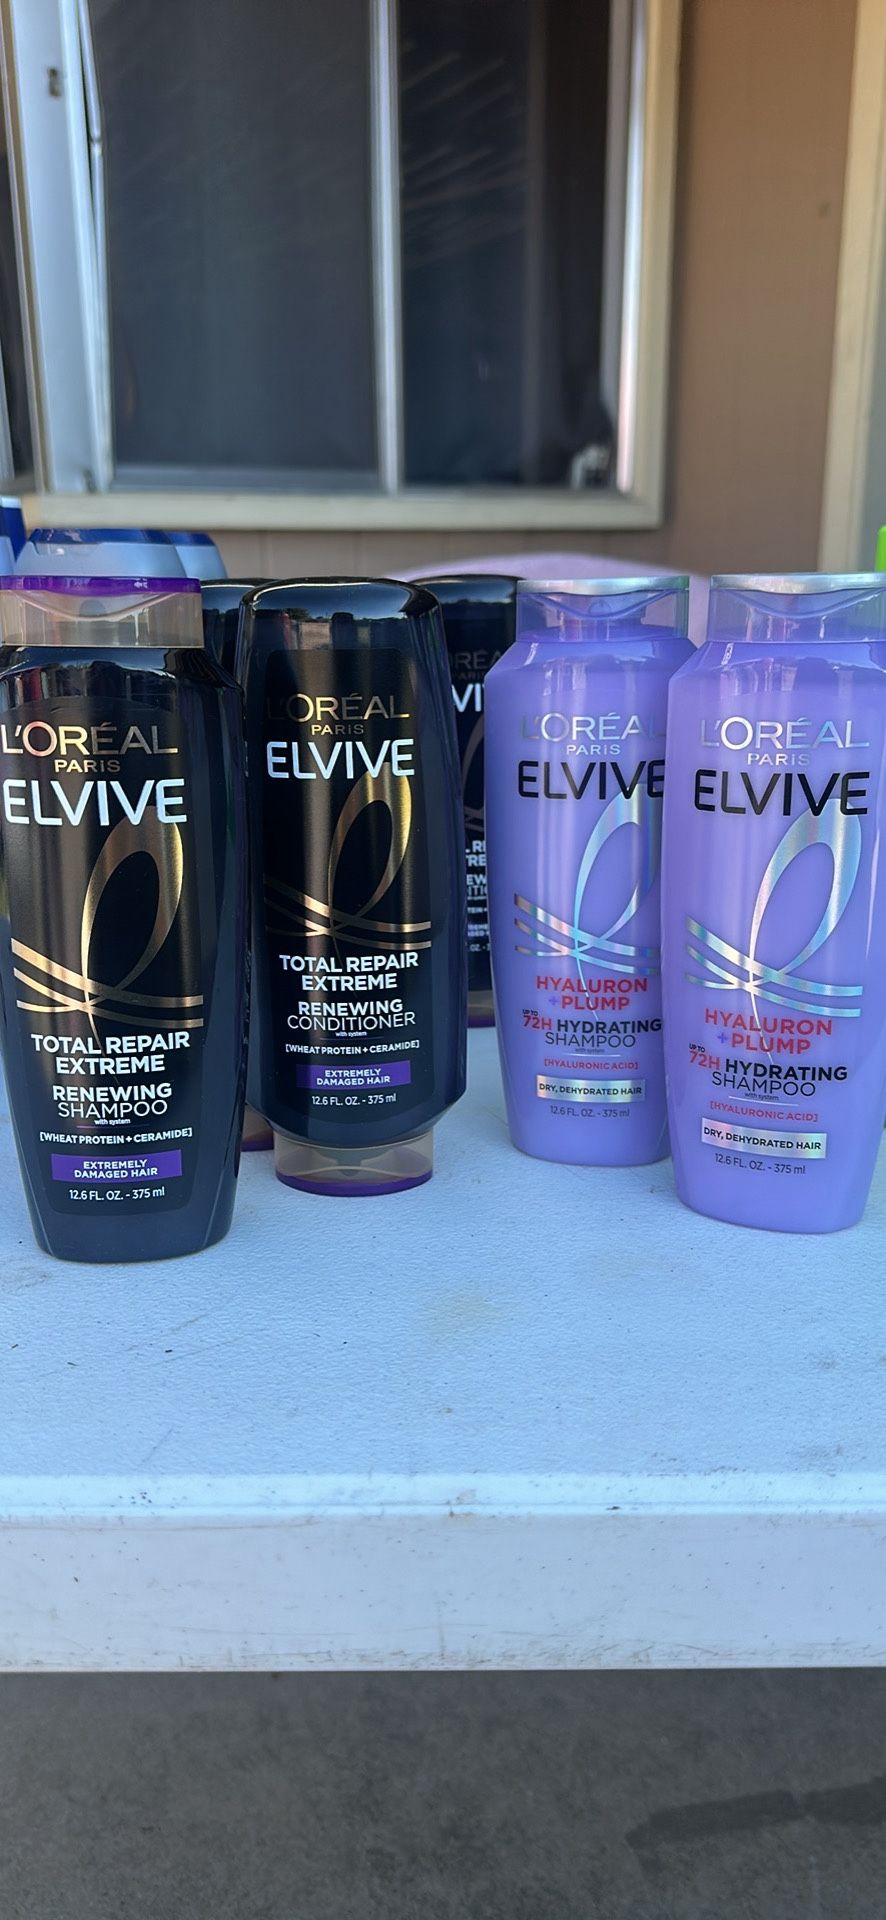 L'ORÉAL
PARIS
ELVIVE
TOTAL REPAIR
EXTREME
RENEWING
SHAMPOO
with system
[WHEAT PROTEIN + CERAMIDE]
EXTREMELY
DAMAGED HAIR
12.6 FL. OZ. - 375 ml
L'ORÉAL
PARIS
ELVIVE
TOTAL REPAIR
EXTREME
RENEWING
CONDITIONER
with system
[WHEAT PROTEIN + CERAMIDE]
EXTREMELY
DAMAGED HAIR
12.6 FL. OZ. - 375 ml
L'ORÉAL
PARIS
ELVIVE
HYALURON
+PLUMP
UP TO
72H HYDRATING
SHAMPOO
with system
[HYALURONIC ACID]
DRY, DEHYDRATED HAIR
12.6 FL. OZ. - 375 ml
L'ORÉAL
PARIS
ELVIVE
HYALURON
+PLUMP
UP TO
72H HYDRATING
SHAMPOO
with system
[HYALURONIC ACID]
DRY, DEHYDRATED HAIR
12.6 FL. OZ. - 375 ml